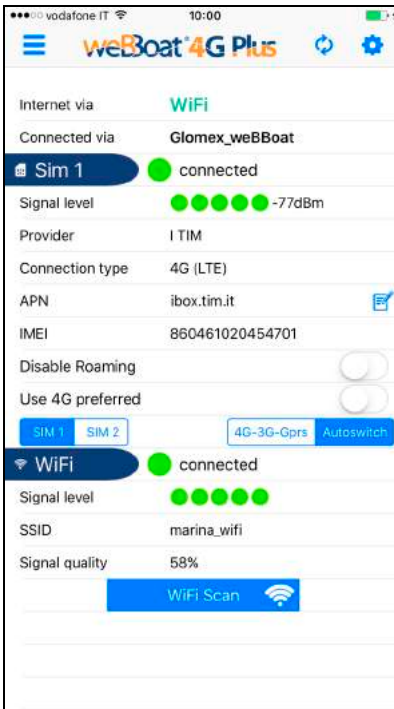 vodafone IT 10:00
weBBoat 4G Plus
Internet via WiFi
Connected via Glomex_weBBoat
Sim 1 connected
Signal level -77dBm
Provider I TIM
Connection type 4G (LTE)
APN ibox.tim.it
IMEI 860461020454701
Disable Roaming
Use 4G preferred
SIM 1 SIM 2 4G-3G-Gprs Autoswitch
WiFi connected
Signal level
SSID marina_wifi
Signal quality 58%
WiFi Scan